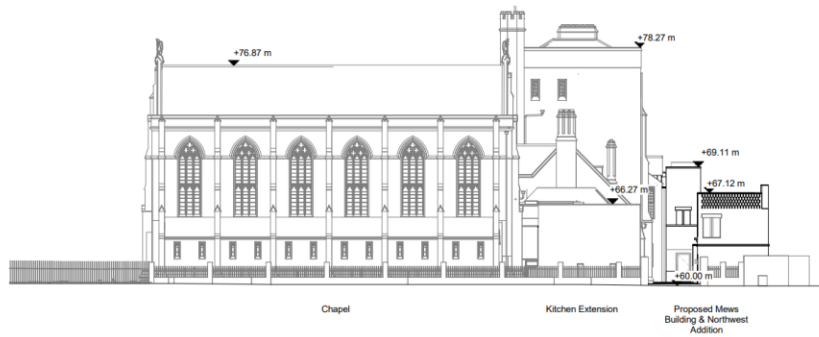 +76.87 m
+78.27 m
+69.11 m
+67.12 m
+66.27 m
+60.00 m
Chapel
Kitchen Extension
Proposed Mews
Building & Northwest
Addition